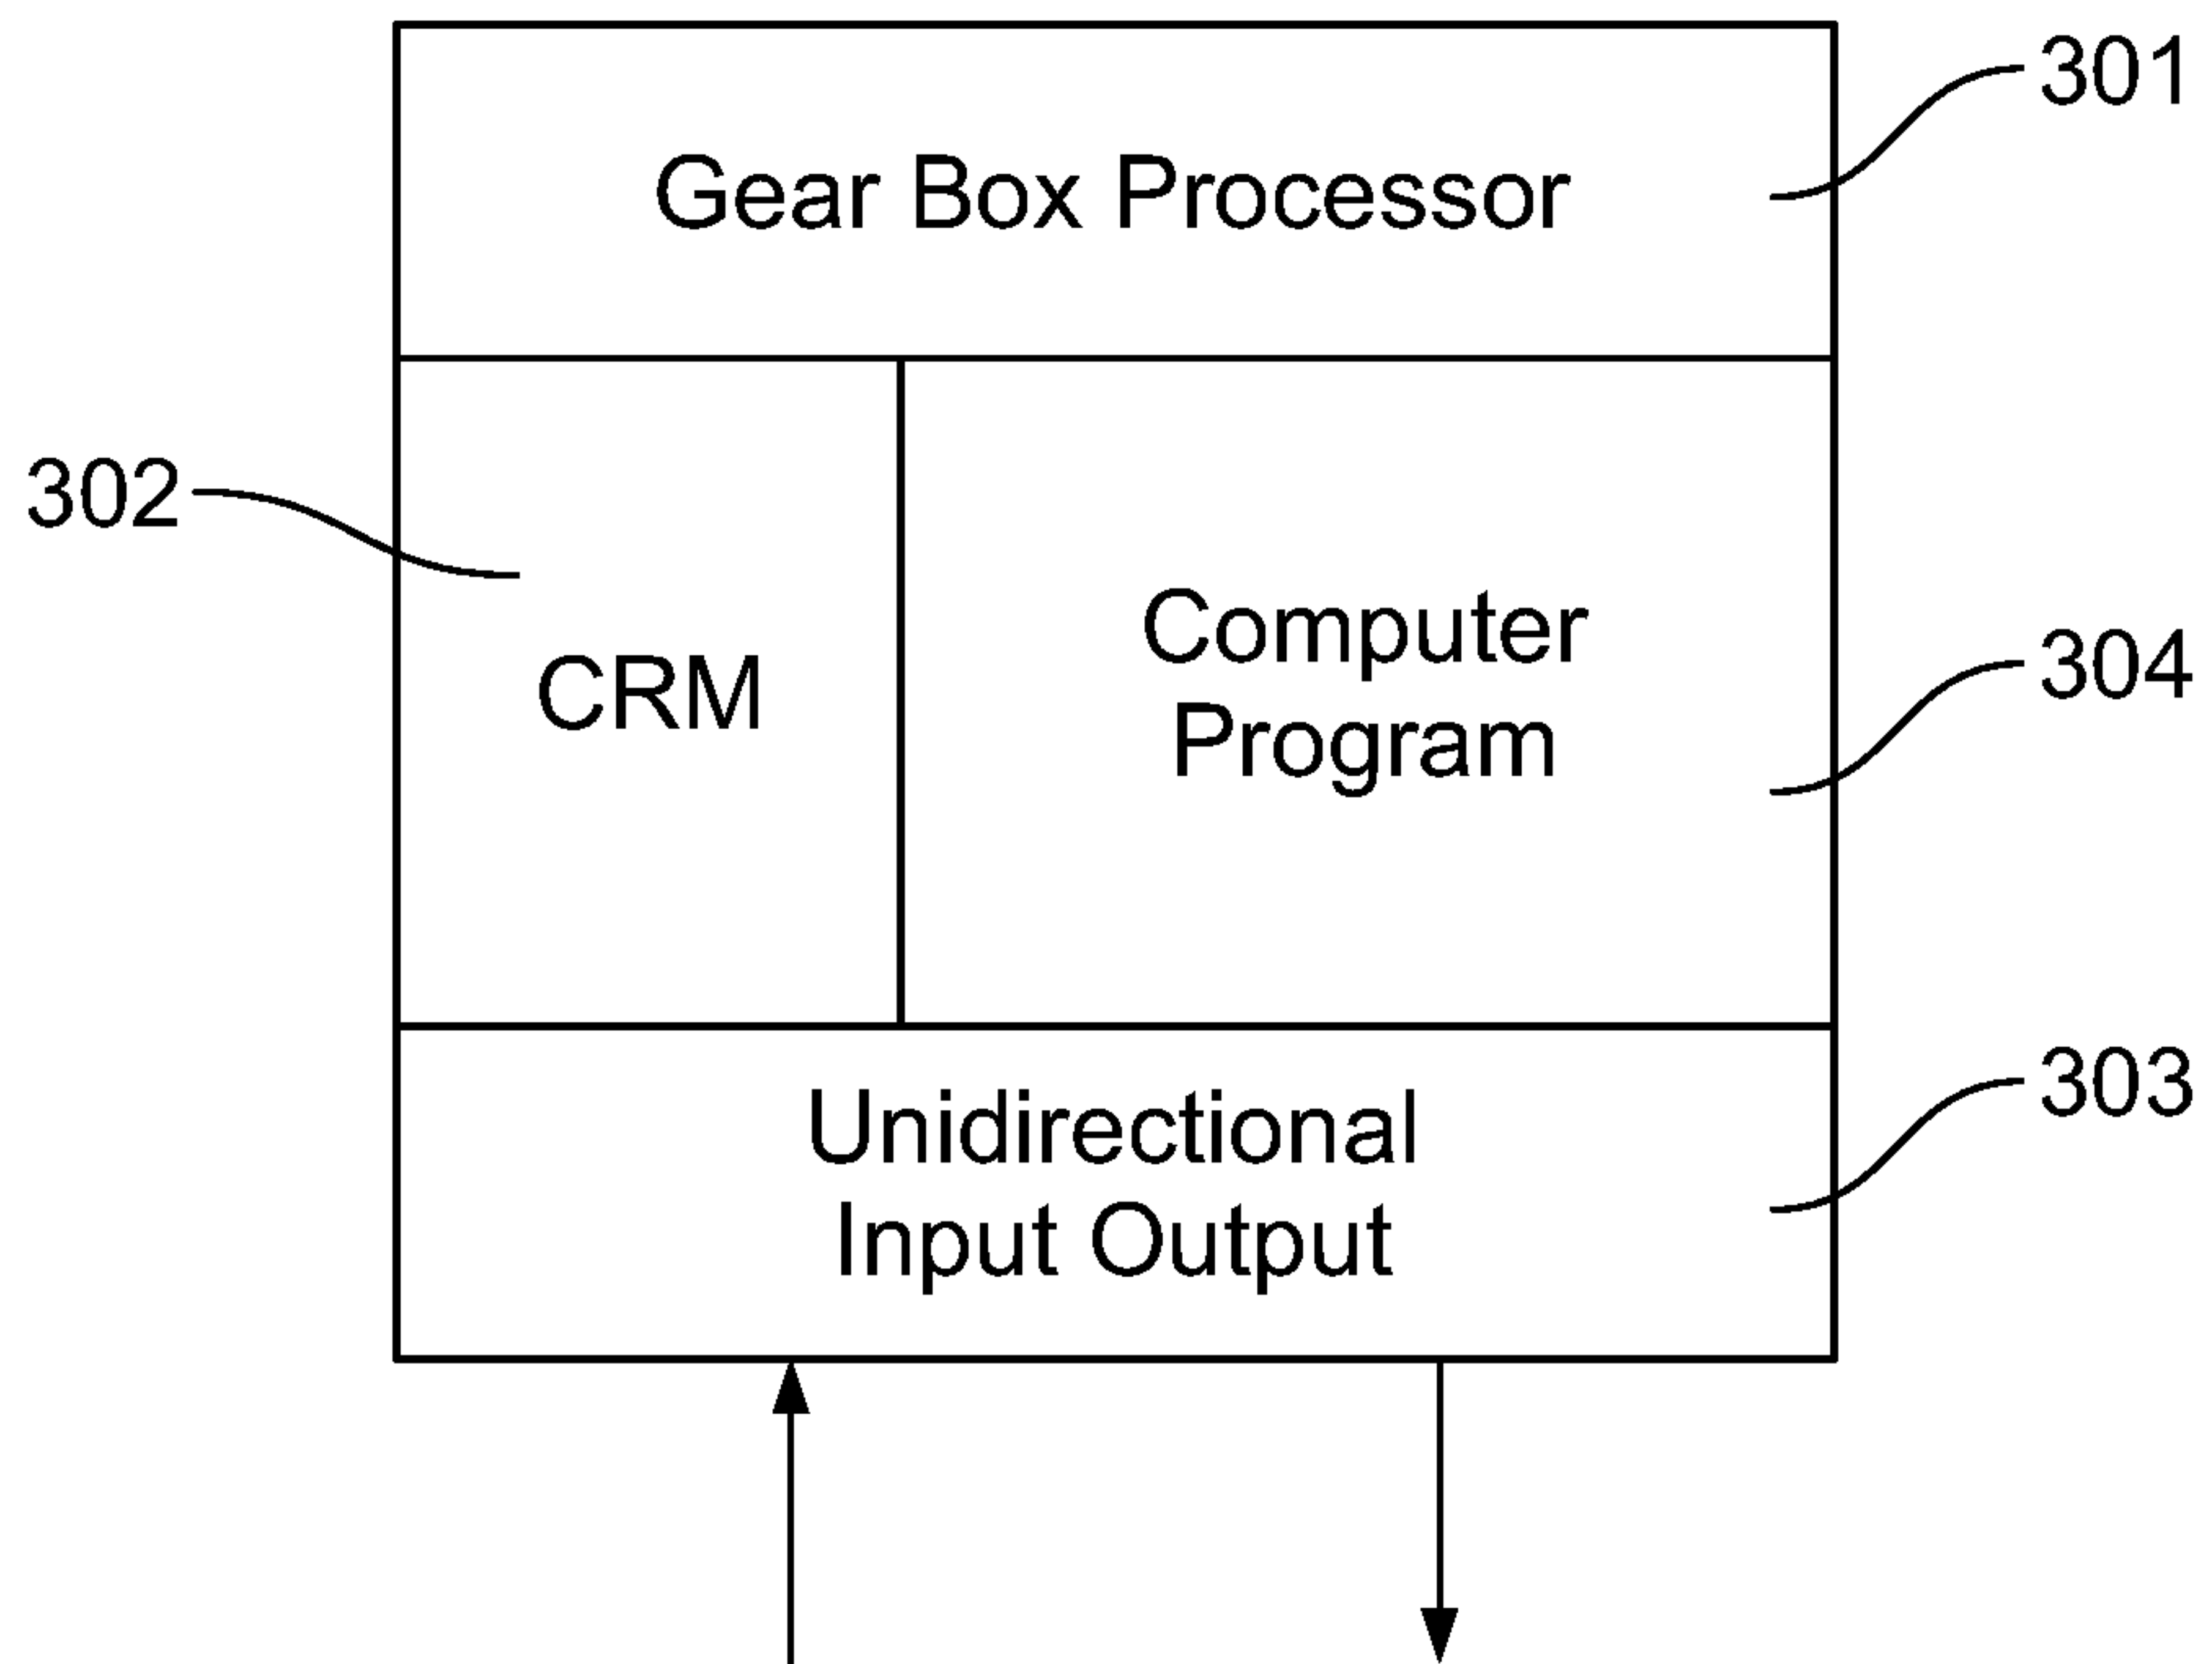 301
Gear Box Processor
302
CRM
Computer
Program
304
Unidirectional
Input Output
303